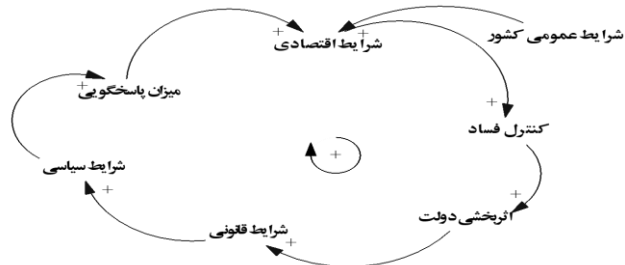 شرایط عمومی کشور
شرایط اقتصادی
میزان پاسخگویی
کنترل فساد
شرایط سیاسی
اثربخشی دولت
شرایط قانونی